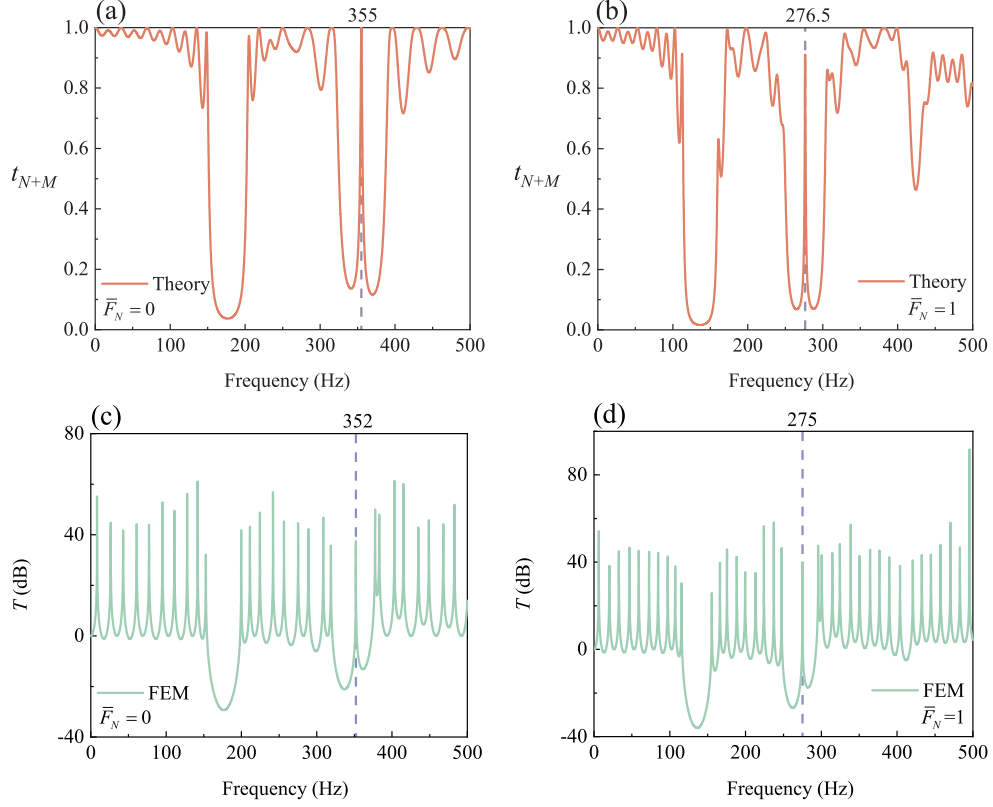 (a)
355
1.0
0.8
0.6
0.4
0.2
0.0
t_{N+M}
Theory
F̅_N = 0
0 100 200 300 400 500
Frequency (Hz)
(b)
276.5
1.0
0.8
0.6
0.4
0.2
0.0
t_{N+M}
Theory
F̅_N = 1
0 100 200 300 400 500
Frequency (Hz)
(c)
352
80
40
0
-40
T (dB)
FEM
F̅_N = 0
0 100 200 300 400 500
Frequency (Hz)
(d)
275
80
40
0
-40
T (dB)
FEM
F̅_N =1
0 100 200 300 400 500
Frequency (Hz)